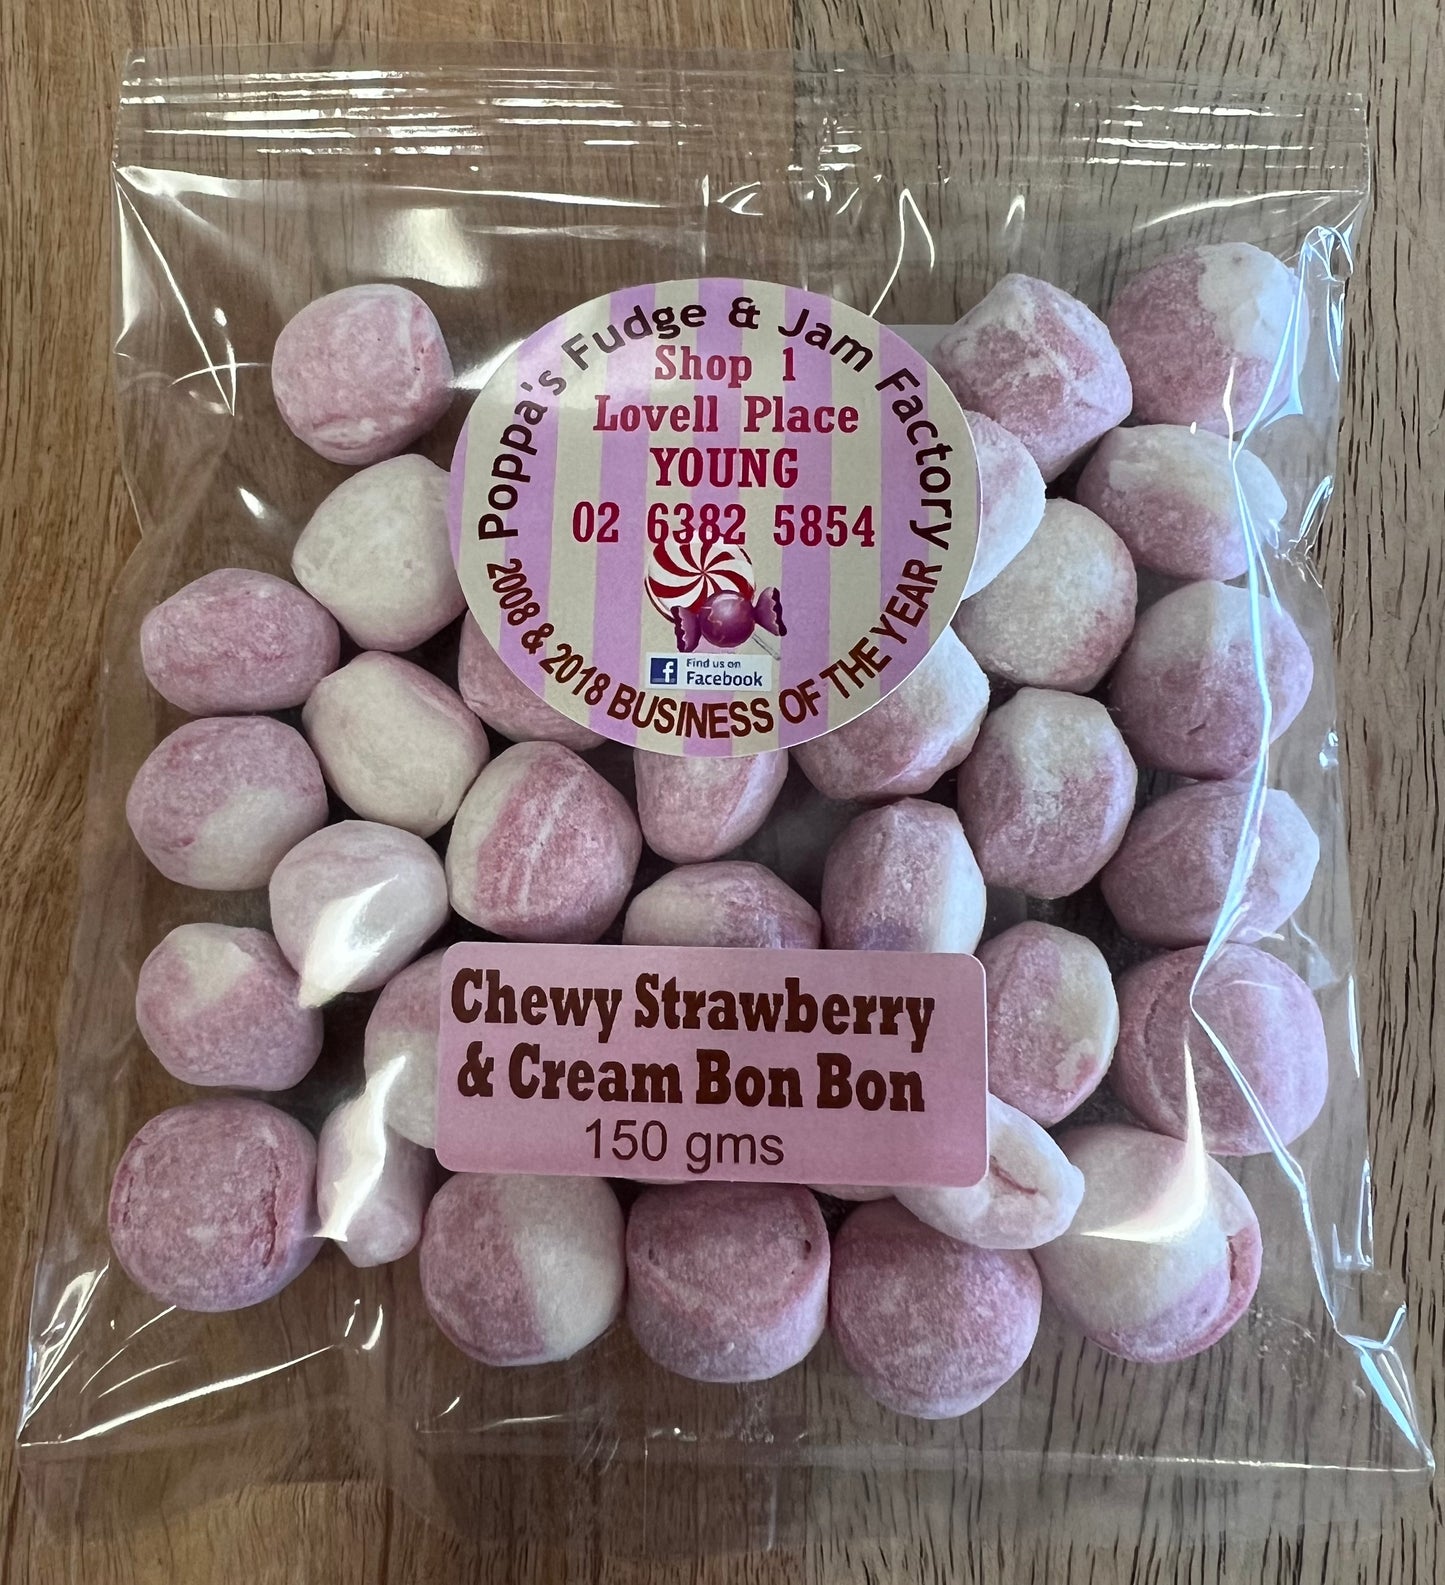 Poppa's Fudge & Jam Factory
Shop 1
Lovell Place
YOUNG
02 6382 5854
Find us on
Facebook
2008 & 2018 BUSINESS OF THE YEAR
Chewy Strawberry
& Cream Bon Bon
150 gms